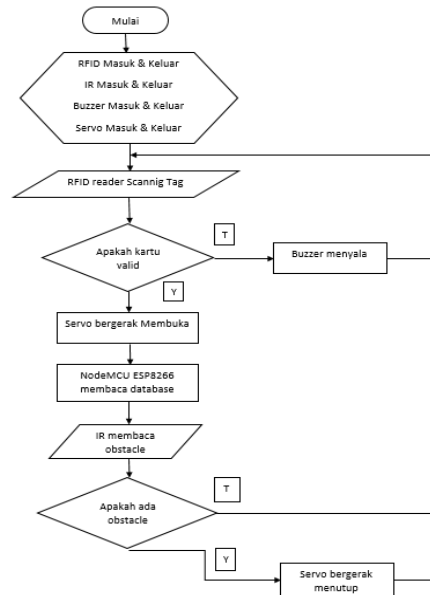 Mulai
RFID Masuk & Keluar
IR Masuk & Keluar
Buzzer Masuk & Keluar
Servo Masuk & Keluar
RFID reader Scannig Tag
Apakah kartu
valid
T
Buzzer menyala
Y
Servo bergerak Membuka
NodeMCU ESP8266
membaca database
IR membaca
obstacle
Apakah ada
obstacle
T
Y
Servo bergerak
menutup